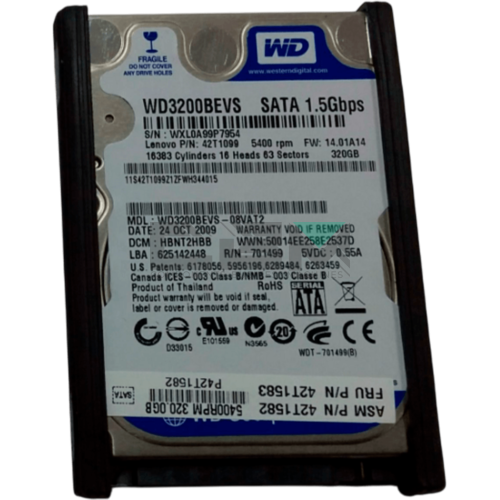 FRAGILE
DO NOT COVER
ANY DRIVE HOLES
WD
www.westerndigital.com
WD3200BEVS SATA 1.5Gbps
S/N: WXL0A99P7954
Lenovo P/N: 42T1099 5400 rpm FW: 14.01A14
16383 Cylinders 16 Heads 63 Sectors 320GB
11S42T1099Z1ZFWH344015
MDL: WD3200BEVS-08VAT2
DATE: 24 OCT 2009 WARRANTY VOID IF REMOVED
DCM: HBNT2HBB WWN: 50014EE258E2537D
LBA: 625142448 R/N: 701499 5VDC: 0.55A
U.S. Patents: 6178056, 5956196, 6289484, 6263459
Canada ICES-003 Class B/NMB-003 Classe B
Product of Thailand RoHS
Product warranty will be void if any seal,
label or cover is removed or damaged.
SERIAL
ATA
D33015
E101559
N3565
20
WDT-701499(B)
SATA
5400RPM 320.0GB
P42T1582
ASM P/N 42T1582
FRU P/N 42T1583